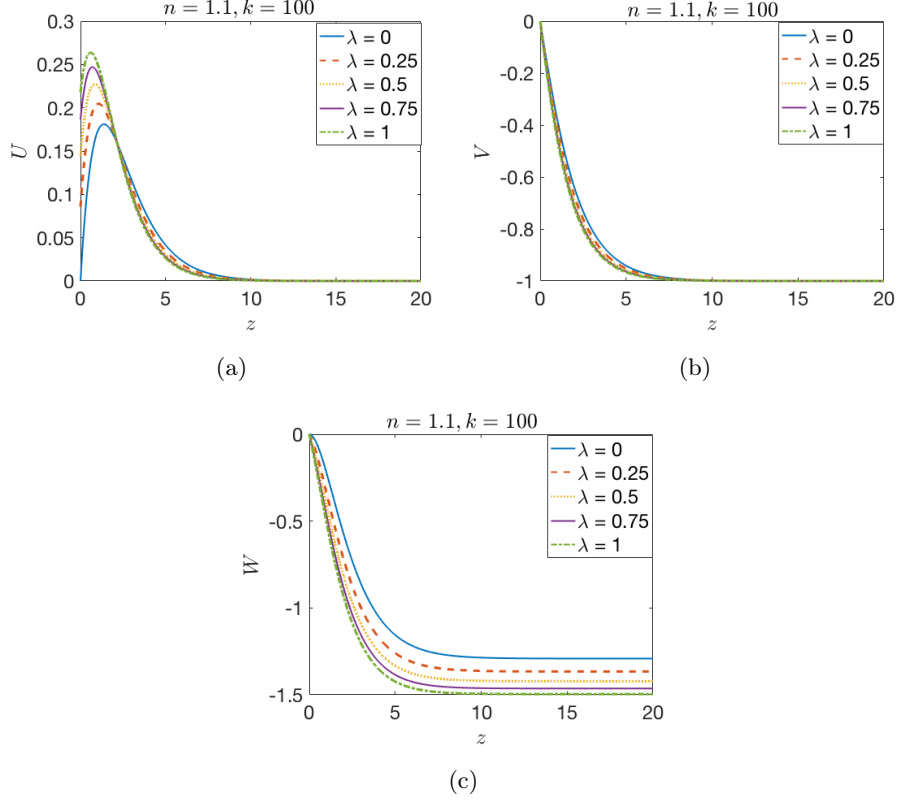 n = 1.1, k = 100
0.3
0.25
0.2
0.15
0.1
0.05
0
U
0
5
10
15
20
z
λ = 0
λ = 0.25
λ = 0.5
λ = 0.75
λ = 1
(a)
n = 1.1, k = 100
0
-0.2
-0.4
-0.6
-0.8
-1
V
0
5
10
15
20
z
λ = 0
λ = 0.25
λ = 0.5
λ = 0.75
λ = 1
(b)
n = 1.1, k = 100
0
-0.5
-1
-1.5
W
0
5
10
15
20
z
λ = 0
λ = 0.25
λ = 0.5
λ = 0.75
λ = 1
(c)